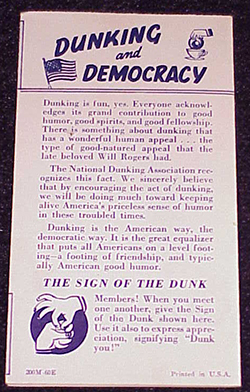 DUNKING
and
DEMOCRACY
Dunking is fun, yes. Everyone acknowl-
edges its grand contribution to good
humor, good spirits, and good fellowship.
There is something about dunking that
has a wonderful human appeal . . . the
type of good-natured appeal that the
late beloved Will Rogers had.
The National Dunking Association rec-
ognizes this fact. We sincerely believe
that by encouraging the act of dunking,
we will be doing much toward keeping
alive America's priceless sense of humor
in these troubled times.
Dunking is the American way, the
democratic way. It is the great equalizer
that puts all Americans on a level foot-
ing—a footing of friendship, and typic-
ally American good humor.
THE SIGN OF THE DUNK
Members! When you meet
one another, give the Sign
of the Dunk shown here.
Use it also to express appre-
ciation, signifying "Dunk
you!"
200M-60E
Printed in U.S.A.